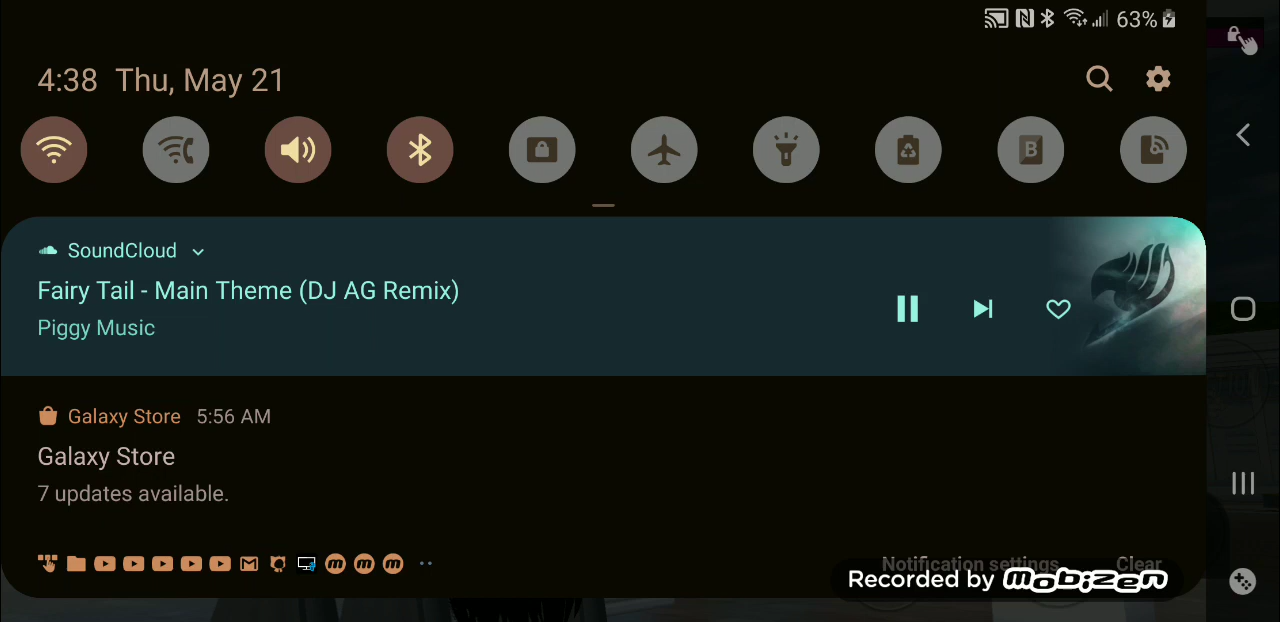 63%
4:38 Thu, May 21
B
SoundCloud
Fairy Tail - Main Theme (DJ AG Remix)
Piggy Music
Galaxy Store 5:56 AM
Galaxy Store
7 updates available.
Notification settings Clear
Recorded by mobizen